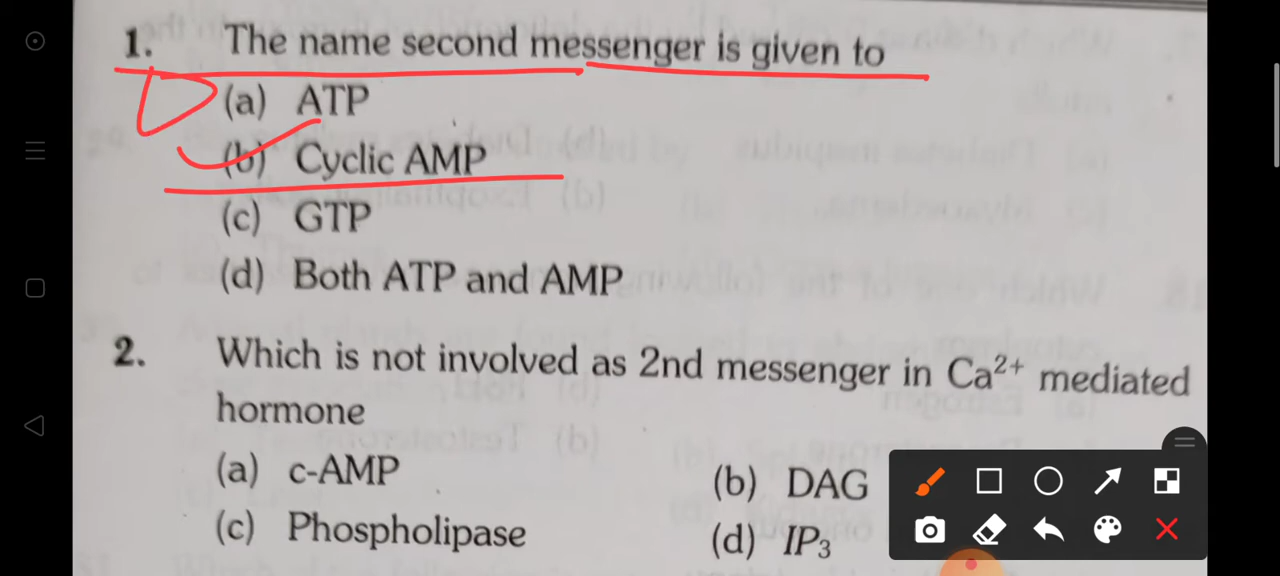 1. The name second messenger is given to
(a) ATP
(b) Cyclic AMP
(c) GTP
(d) Both ATP and AMP
2. Which is not involved as 2nd messenger in Ca²⁺ mediated
hormone
(a) c-AMP (b) DAG
(c) Phospholipase (d) IP₃